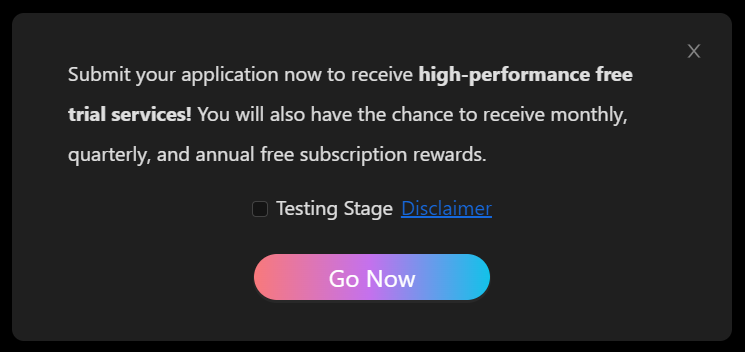 Submit your application now to receive high-performance free
trial services! You will also have the chance to receive monthly,
quarterly, and annual free subscription rewards.
Testing Stage Disclaimer
Go Now